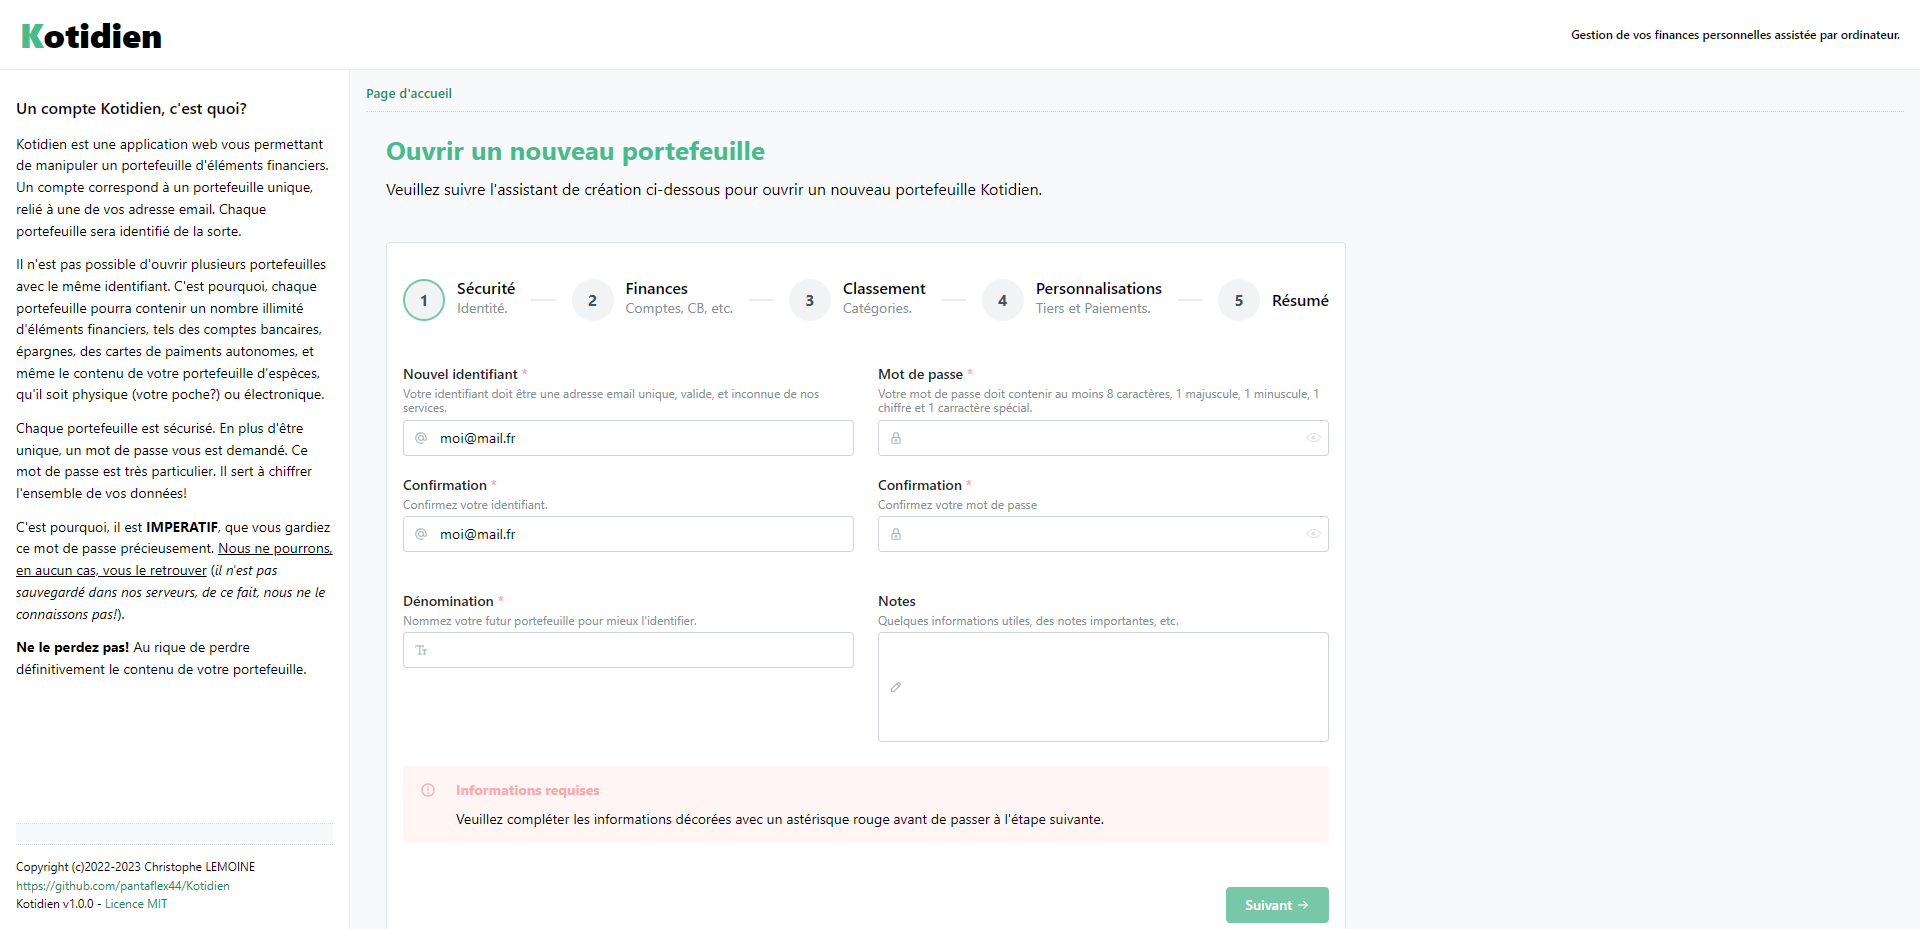 Kotidien
Gestion de vos finances personnelles assistée par ordinateur.
Un compte Kotidien, c'est quoi?
Kotidien est une application web vous permettant
de manipuler un portefeuille d'éléments financiers.
Un compte correspond à un portefeuille unique,
relié à une de vos adresse email. Chaque
portefeuille sera identifié de la sorte.
Il n'est pas possible d'ouvrir plusieurs portefeuilles
avec le même identifiant. C'est pourquoi, chaque
portefeuille pourra contenir un nombre illimité
d'éléments financiers, tels des comptes bancaires,
épargnes, des cartes de paiments autonomes, et
même le contenu de votre portefeuille d'espèces,
qu'il soit physique (votre poche?) ou électronique.
Chaque portefeuille est sécurisé. En plus d'être
unique, un mot de passe vous est demandé. Ce
mot de passe est très particulier. Il sert à chiffrer
l'ensemble de vos données!
C'est pourquoi, il est IMPERATIF, que vous gardiez
ce mot de passe précieusement. Nous ne pourrons,
en aucun cas, vous le retrouver (il n'est pas
sauvegardé dans nos serveurs, de ce fait, nous ne le
connaissons pas!).
Ne le perdez pas! Au rique de perdre
définitivement le contenu de votre portefeuille.
Copyright (c)2022-2023 Christophe LEMOINE
https://github.com/pantaflex44/Kotidien
Kotidien v1.0.0 - Licence MIT
Page d'accueil
Ouvrir un nouveau portefeuille
Veuillez suivre l'assistant de création ci-dessous pour ouvrir un nouveau portefeuille Kotidien.
1
Sécurité
Identité.
2
Finances
Comptes, CB, etc.
3
Classement
Catégories.
4
Personnalisations
Tiers et Paiements.
5
Résumé
Nouvel identifiant *
Votre identifiant doit être une adresse email unique, valide, et inconnue de nos
services.
@ moi@mail.fr
Mot de passe *
Votre mot de passe doit contenir au moins 8 caractères, 1 majuscule, 1 minuscule, 1
chiffre et 1 carractère spécial.
Confirmation *
Confirmez votre identifiant.
@ moi@mail.fr
Confirmation *
Confirmez votre mot de passe
Dénomination *
Nommez votre futur portefeuille pour mieux l'identifier.
Tr
Notes
Quelques informations utiles, des notes importantes, etc.
Informations requises
Veuillez compléter les informations décorées avec un astérisque rouge avant de passer à l'étape suivante.
Suivant →